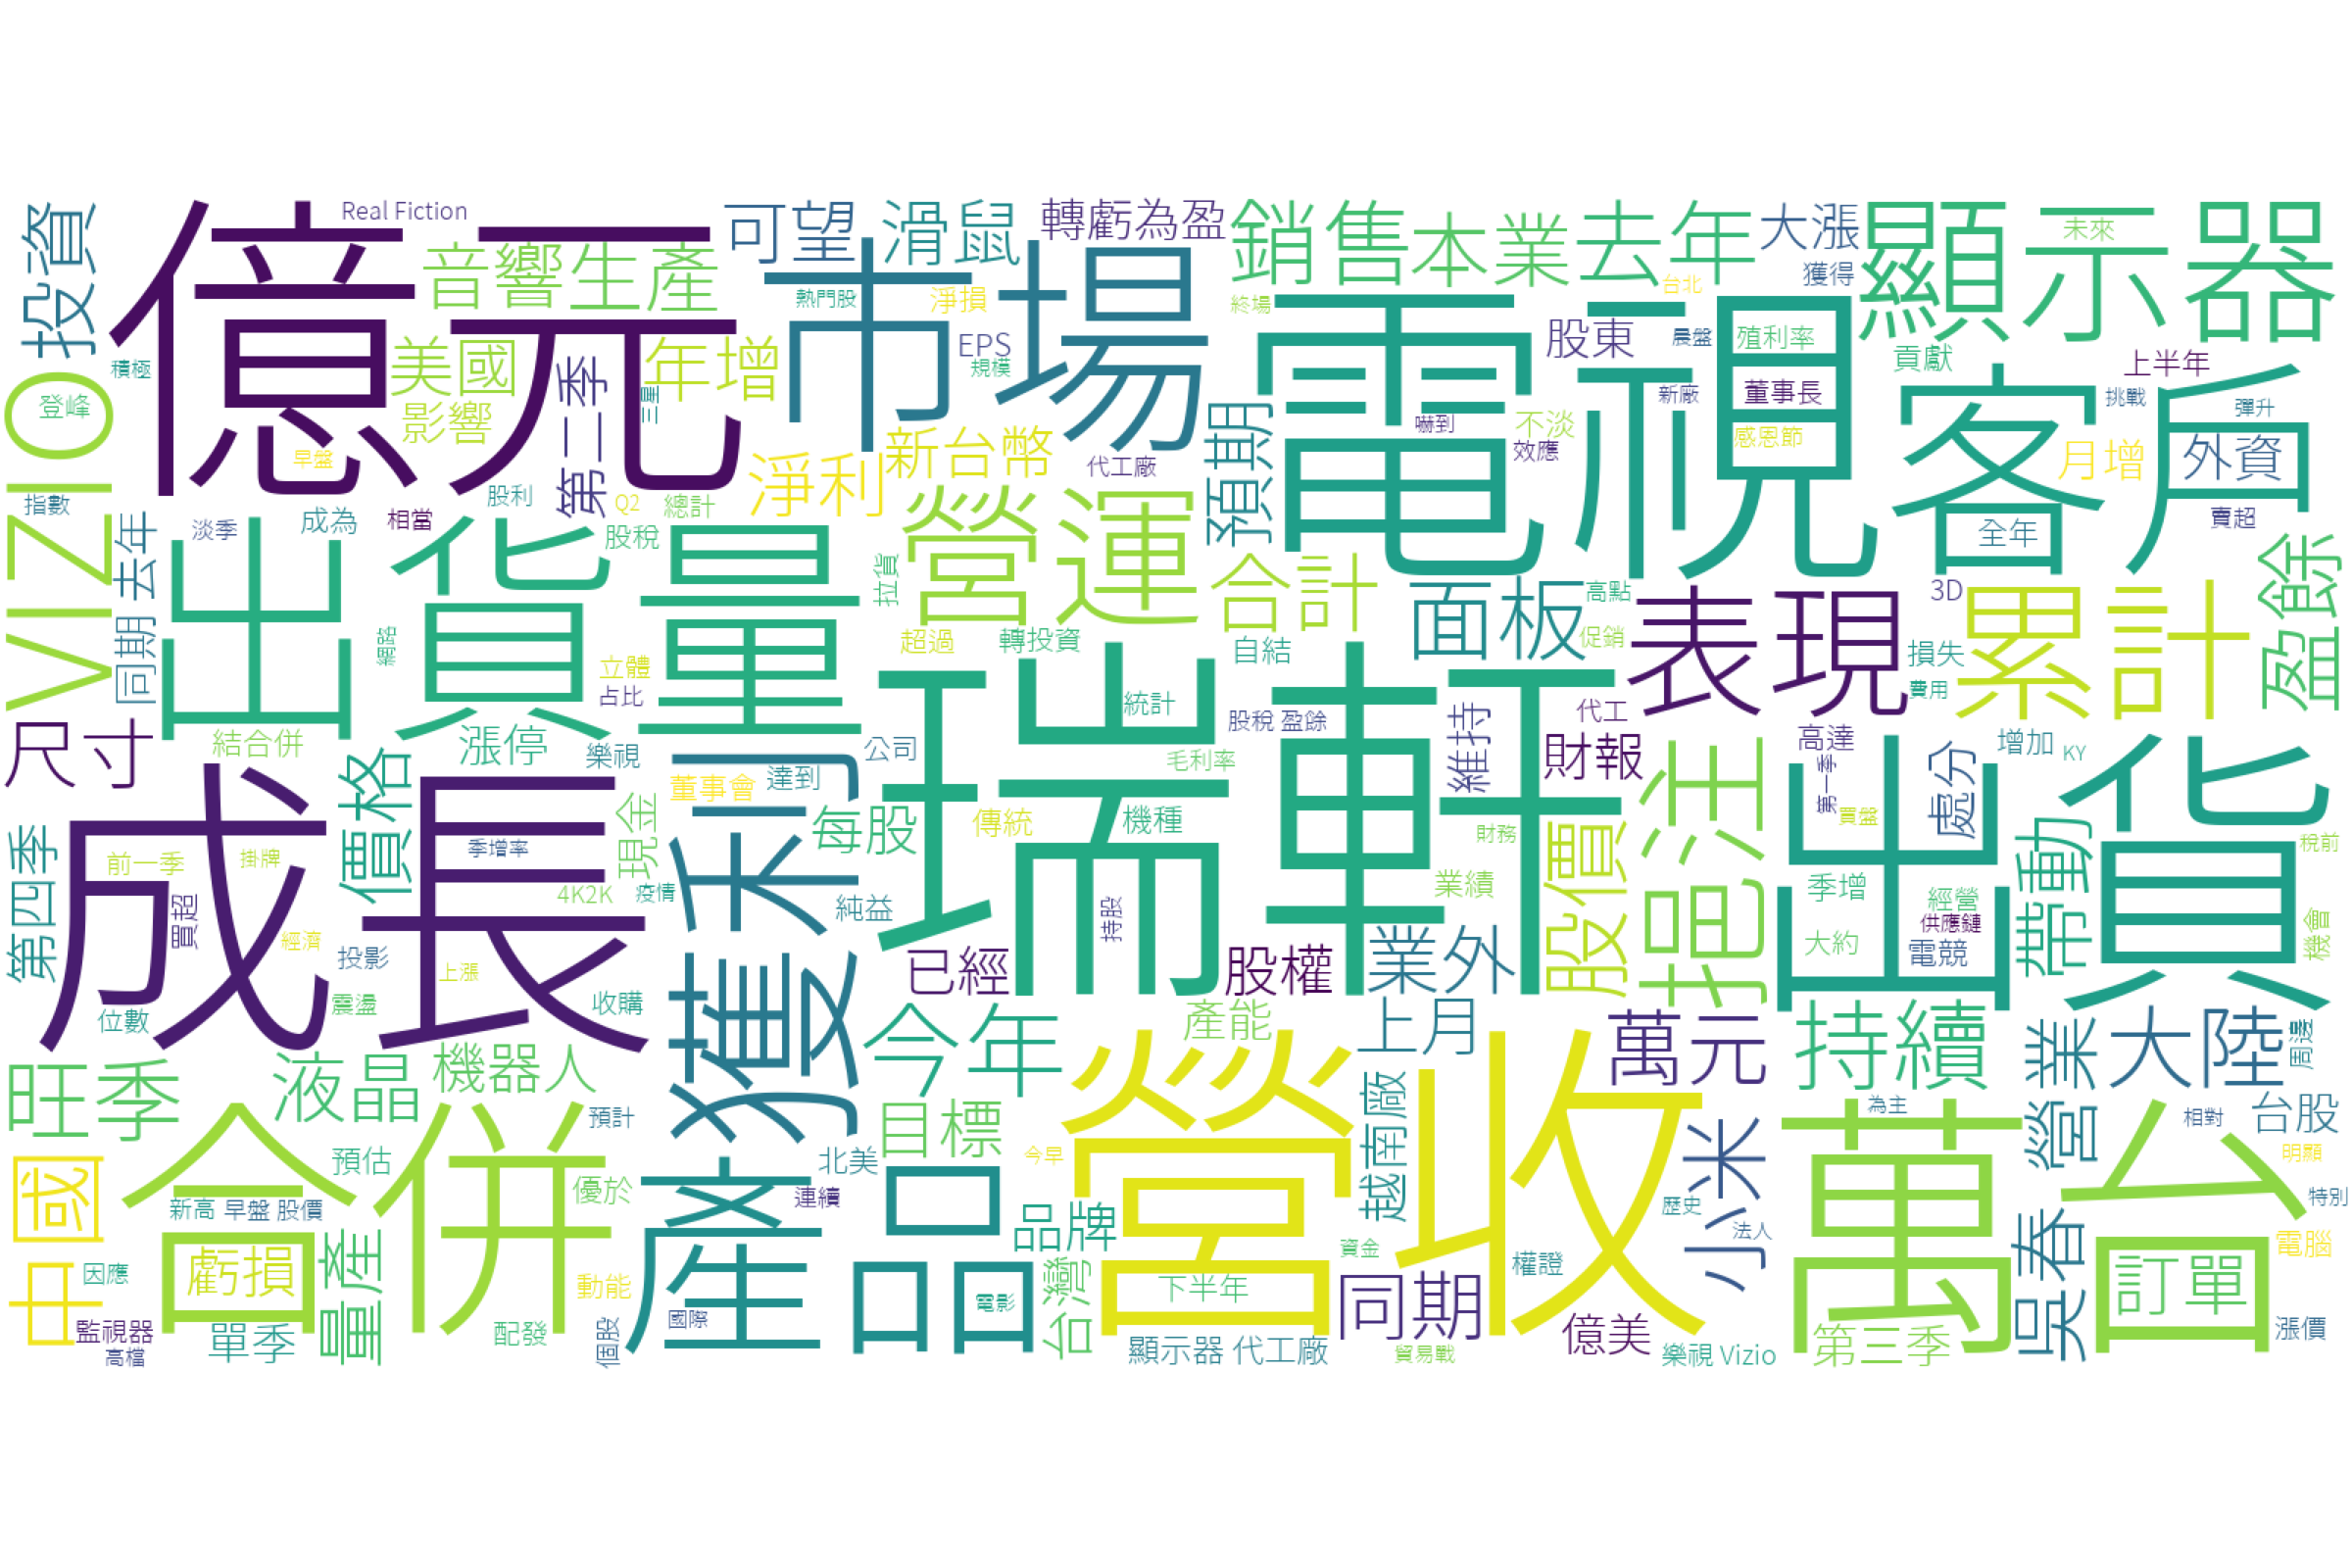 投資
億元
Real Fiction
音響
生產
可望
滑鼠
轉虧為盈
銷售
本業
去年
大漲
顯示器
未來
獲得
台北
終場
熱門股
淨損
市場
電視
股東
晨盤
殖利率
貢獻
上半年
積極
美國
年增
EPS
規模
第二季
三星
VIZIO
登峰
影響
新廠
董事長
客戶
挑戰
彈升
嚇到
不淡
感恩節
早盤
新台幣
預期
效應
月增
外資
淨利
代工廠
指數
股利
Q2
總計
成為
相當
淡季
賣超
全年
去年
同期
出貨量
股稅
營運
拉貨
合計
面板
高點
3D
累計
盈餘
表現
網路
立體
占比
超過
轉投資
自結
促銷
損失
費用
瑞軒
統計
股稅 盈餘
維持
代工
尺寸
結合併
漲停
樂視
公司
毛利率
財報
高達
增加
KY
挹注
出貨
第一季
處分
價格
董事會
達到
成長
獲利
每股
傳統
機種
財務
股價
買盤
帶動
稅前
第四季
前一季
掛牌
季增率
現金
4K2K
疫情
純益
業績
季增
經營
供應鏈
買超
經濟
投影
上漲
持股
已經
股權
業外
大約
電競
機會
位數
震盪
收購
今年
產能
上月
萬元
持續
營業
大陸
周邊
旺季
液晶
機器人
預計
合併
目標
營收
越南廠
小米
為主
萬台
相對
台股
中國
預估
北美
今早
明顯
新高
早盤 股價
優於
連續
產品
品牌
歷史
法人
特別
吳春
電腦
虧損
量產
因應
動能
國際
電影
台灣
下半年
資金
權證
同期
訂單
監視器
高檔
單季
配發
個股
顯示器 代工廠
貿易戰
億美
樂視 Vizio
第三季
漲價